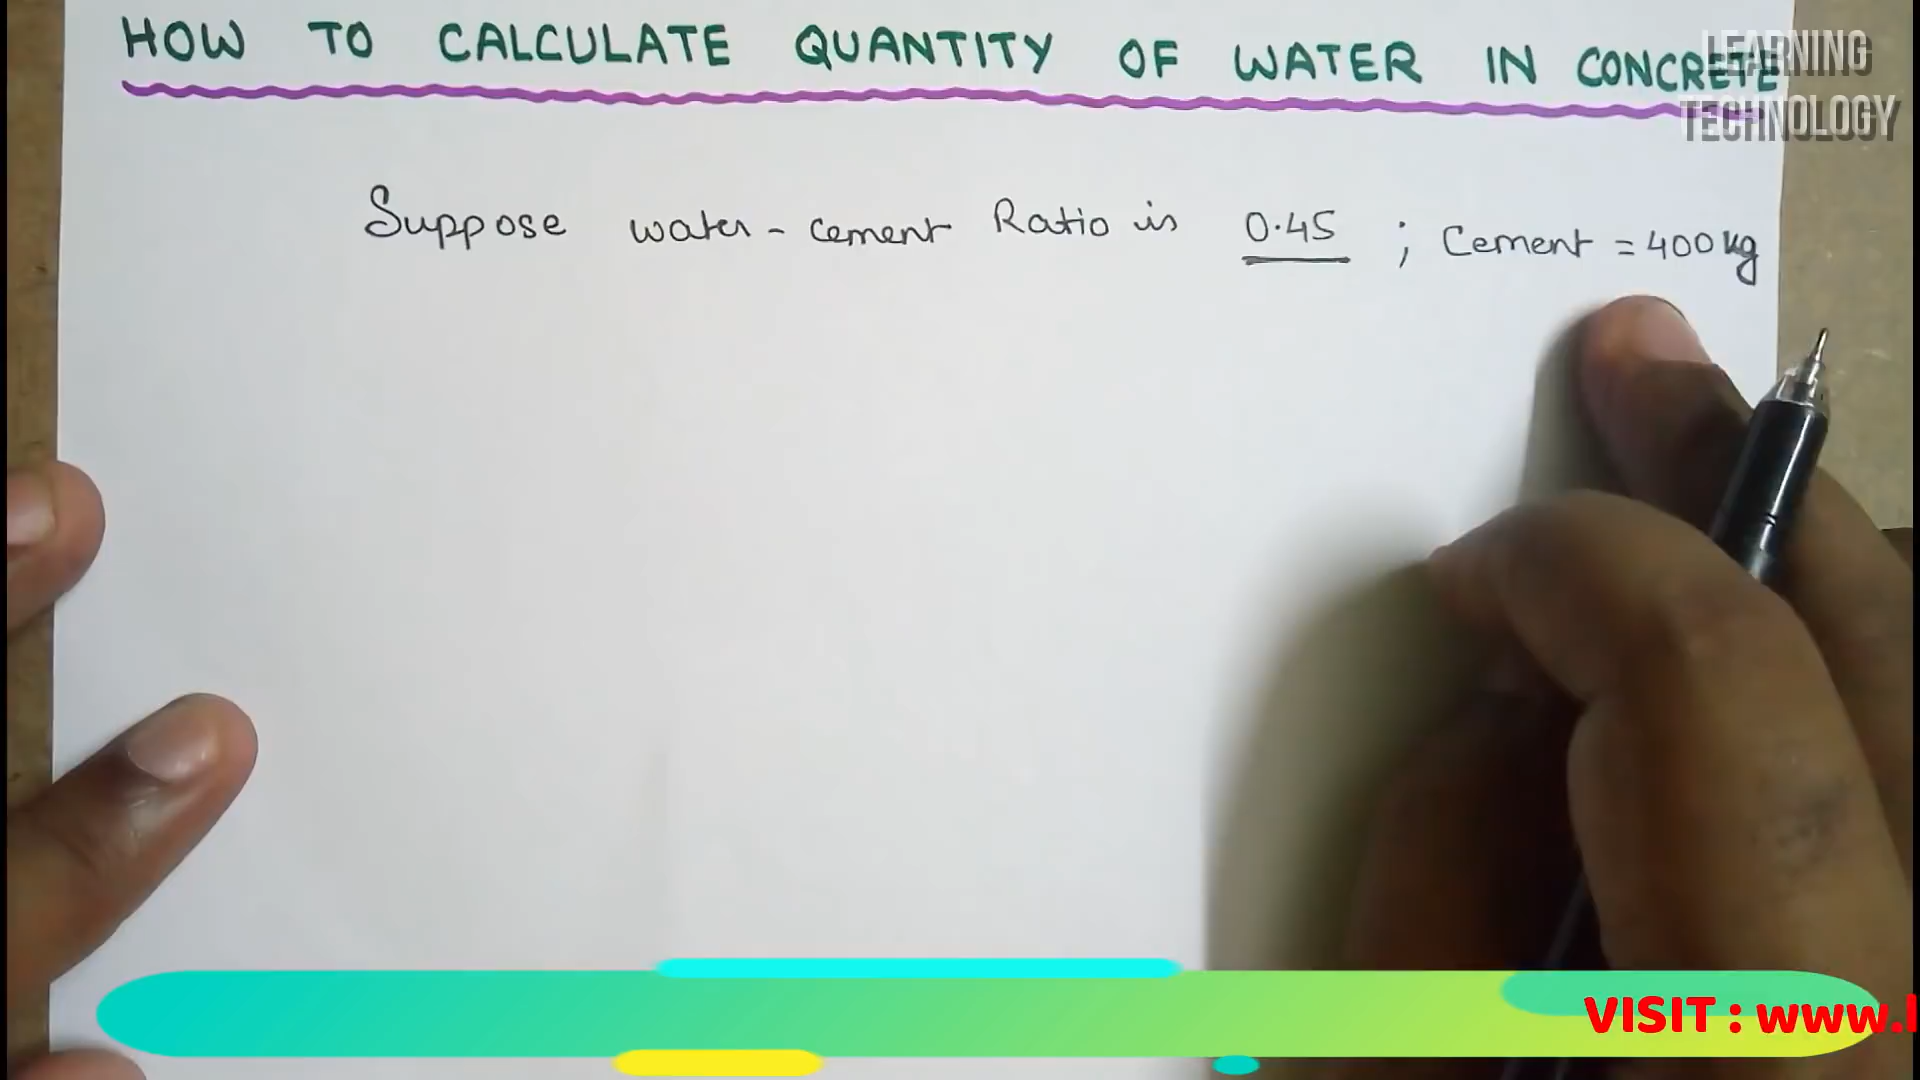 HOW TO CALCULATE QUANTITY OF WATER IN CONCRETE
LEARNING
TECHNOLOGY
Suppose water-cement Ratio is 0.45 ; Cement = 400 kg
VISIT : www.